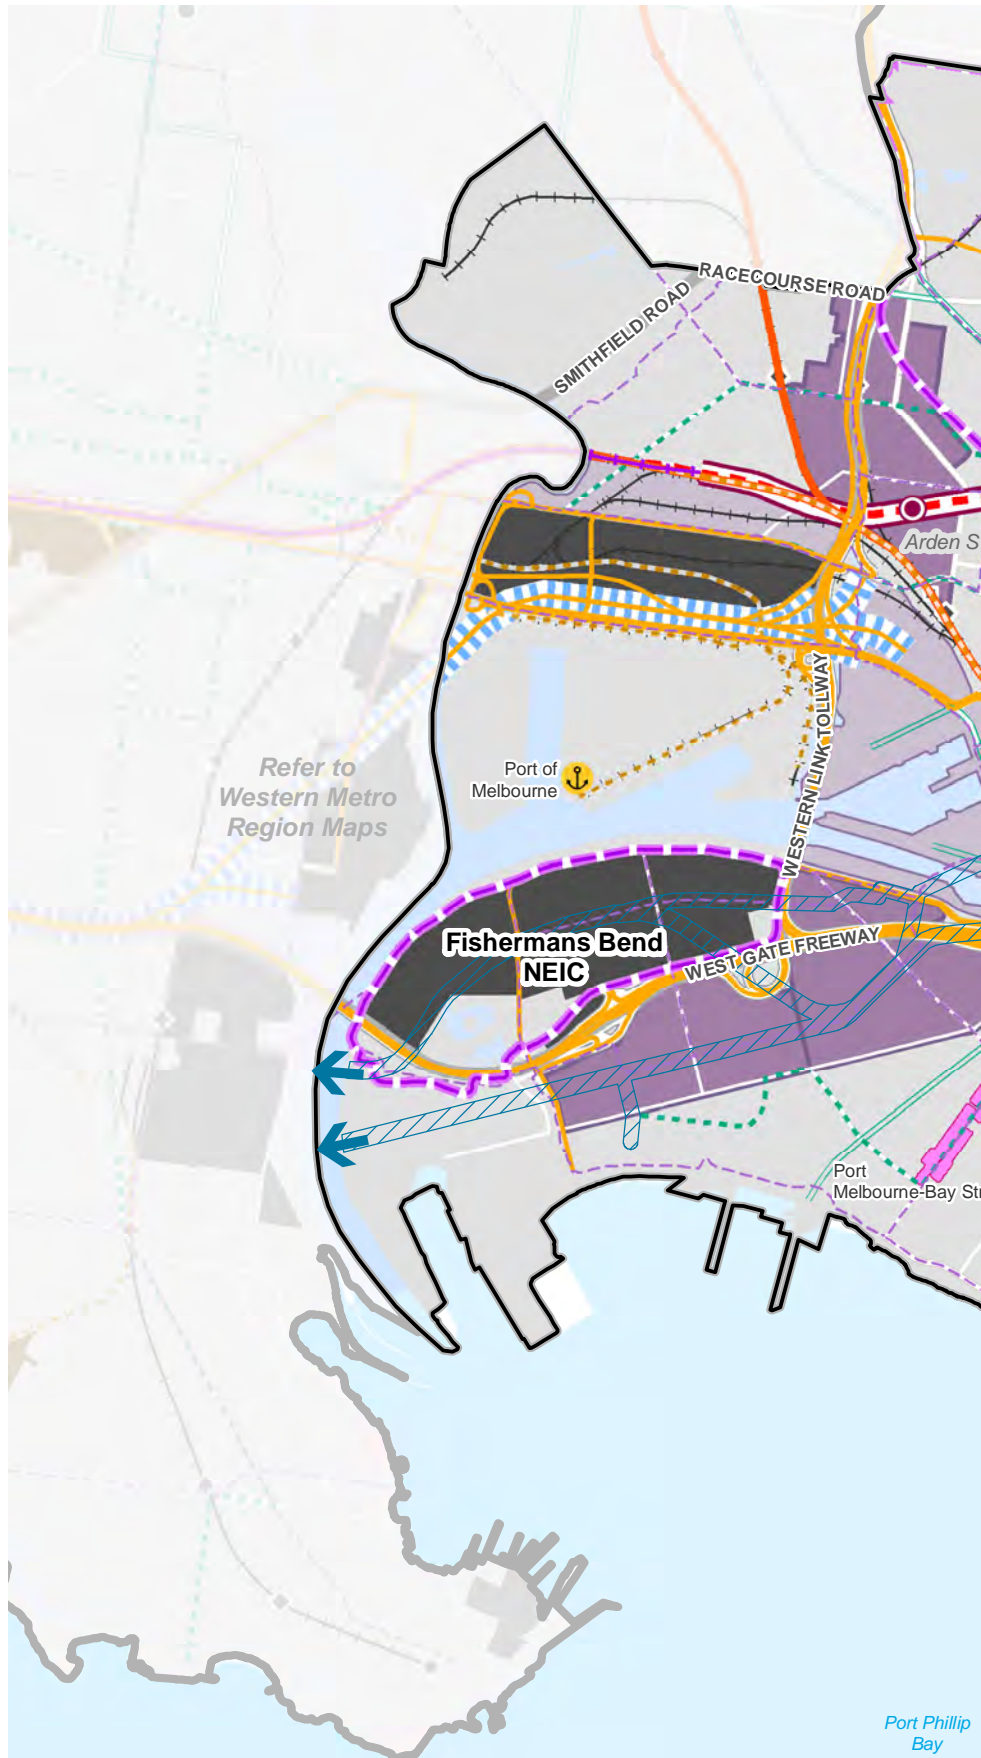 RACECOURSE ROAD
SMITHFIELD ROAD
Arden S
WESTERN LINK TOLLWAY
Refer to
Western Metro
Region Maps
Port of
Melbourne
Fishermans Bend
NEIC
WEST GATE FREEWAY
Port
Melbourne-Bay Str
Port Phillip
Bay